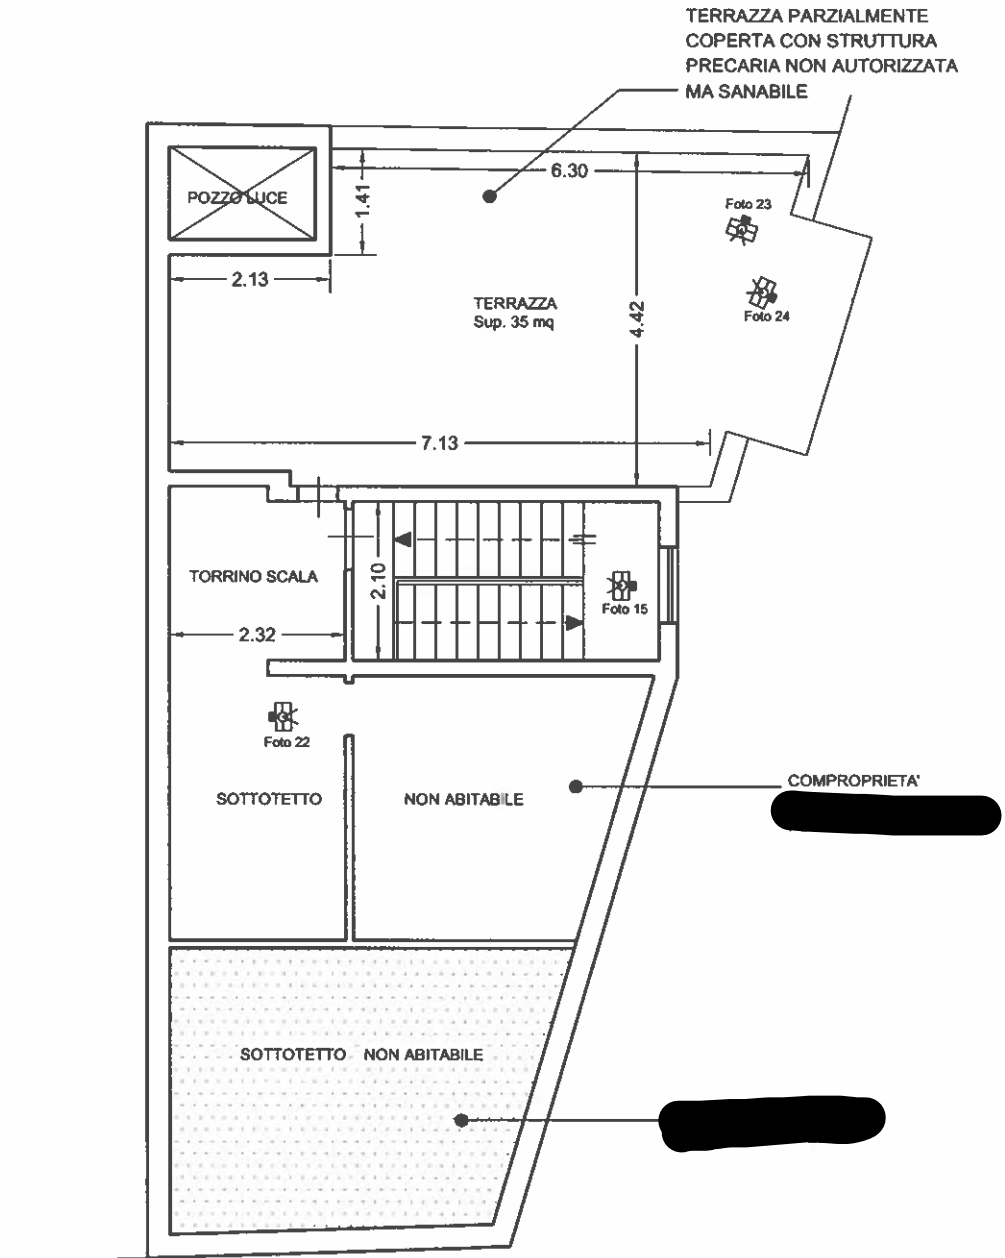 TERRAZZA PARZIALMENTE
COPERTA CON STRUTTURA
PRECARIA NON AUTORIZZATA
MA SANABILE
6.30
POZZO LUCE
1.41
Foto 23
2.13
TERRAZZA
Sup. 35 mq
4.42
Foto 24
7.13
TORRINO SCALA
2.10
Foto 15
2.32
Foto 22
COMPROPRIETA'
SOTTOTETTO NON ABITABILE
SOTTOTETTO NON ABITABILE